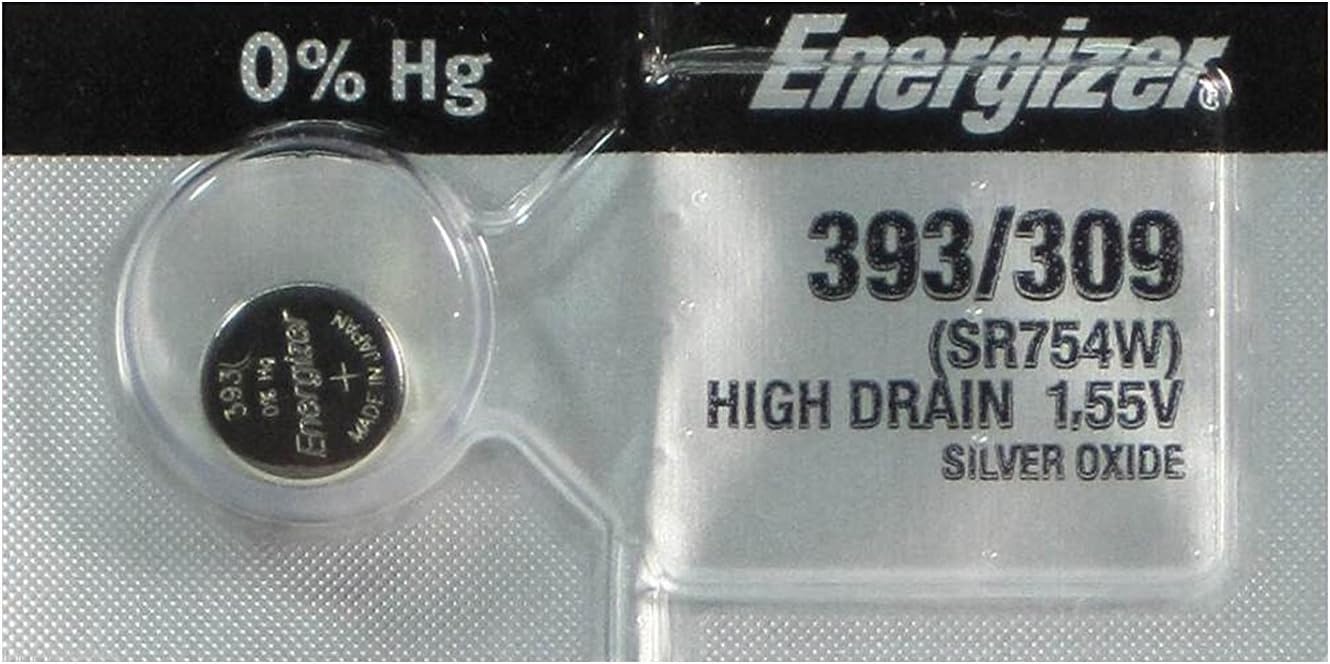 0% Hg
Energizer®
393/309
(SR754W)
HIGH DRAIN 1.55V
SILVER OXIDE
393
0% Hg
Energizer
+
MADE IN JAPAN